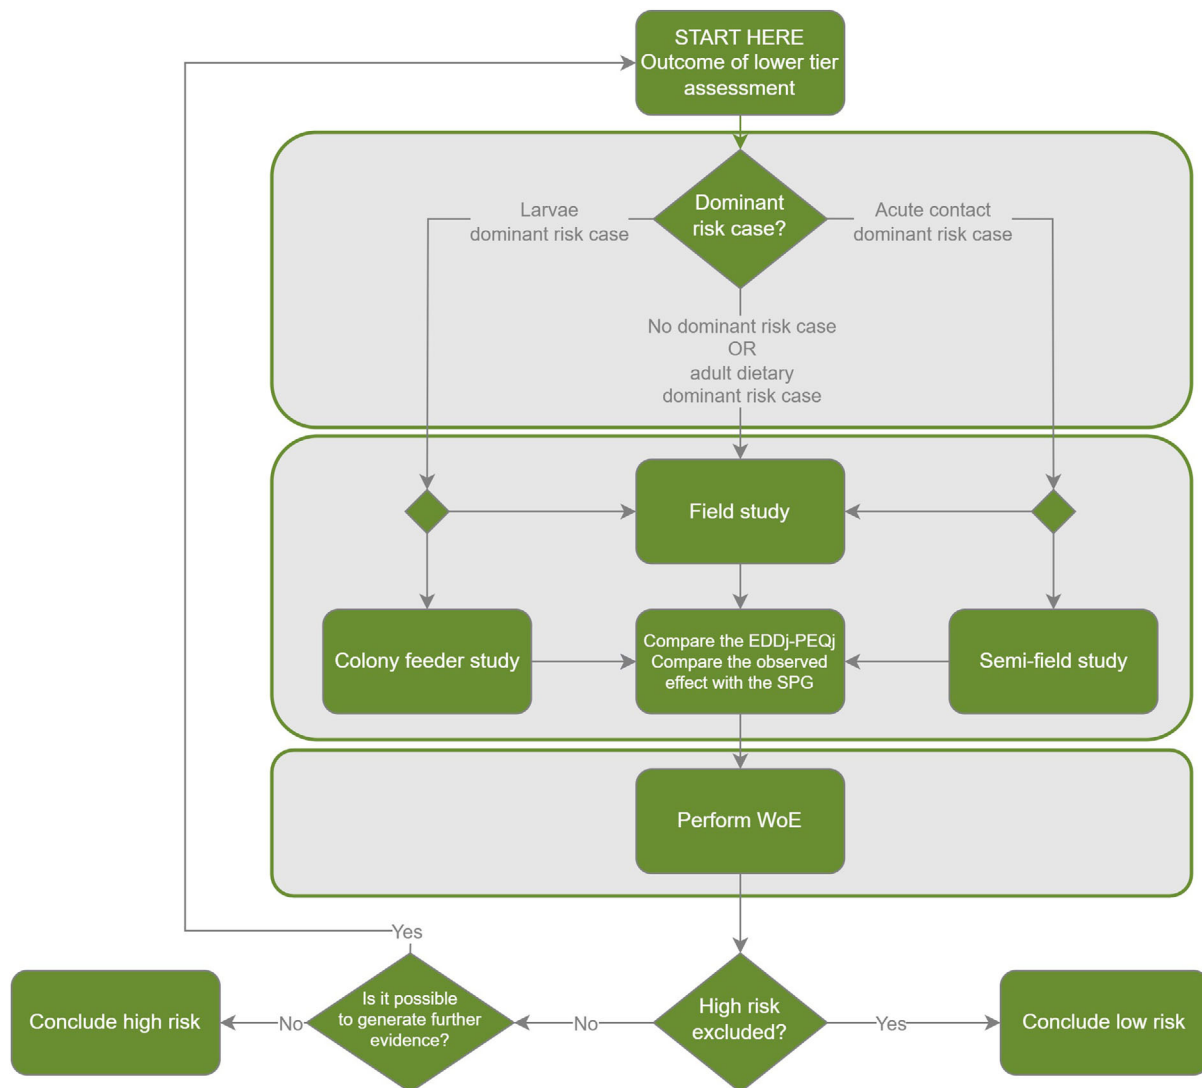 START HERE
Outcome of lower tier
assessment
Dominant
risk case?
Larvae
dominant risk case
Acute contact
dominant risk case
No dominant risk case
OR
adult dietary
dominant risk case
Field study
Colony feeder study
Compare the EDDj-PEQj
Compare the observed
effect with the SPG
Semi-field study
Perform WoE
Yes
Conclude high risk
No
Is it possible
to generate further
evidence?
No
High risk
excluded?
Yes
Conclude low risk